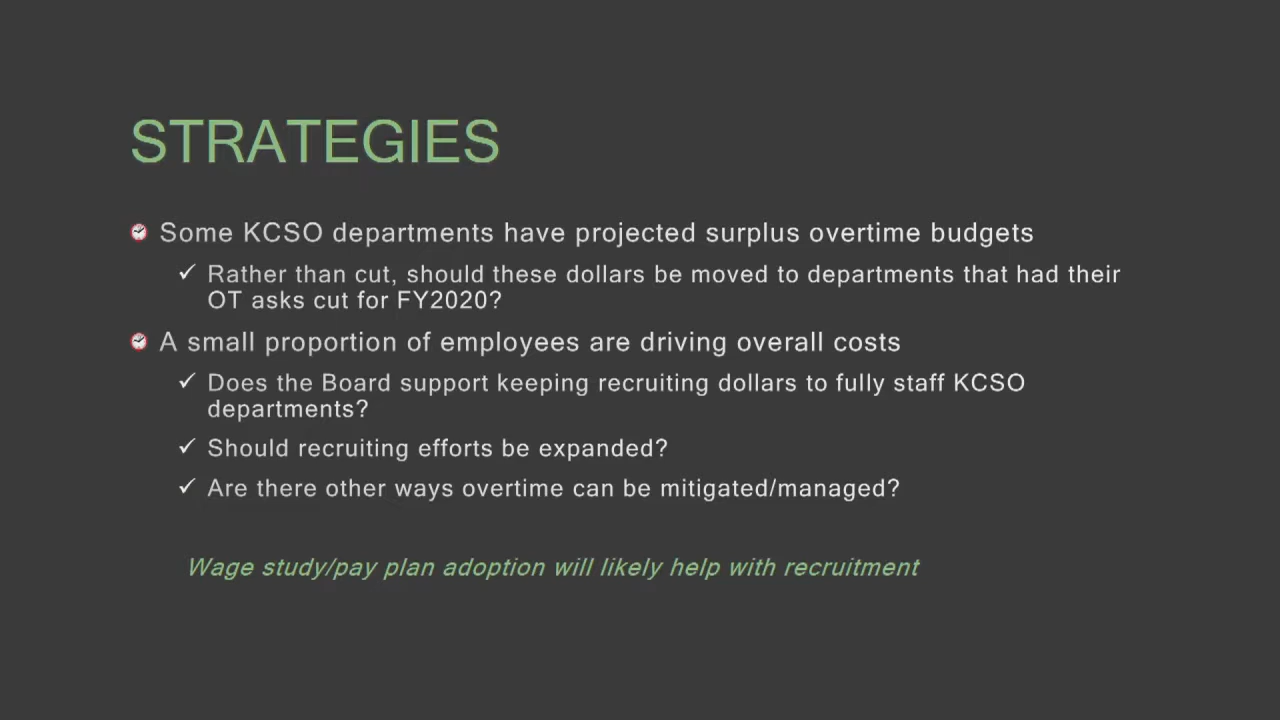 STRATEGIES
Some KCSO departments have projected surplus overtime budgets
Rather than cut, should these dollars be moved to departments that had their
OT asks cut for FY2020?
A small proportion of employees are driving overall costs
Does the Board support keeping recruiting dollars to fully staff KCSO
departments?
Should recruiting efforts be expanded?
Are there other ways overtime can be mitigated/managed?
Wage study/pay plan adoption will likely help with recruitment